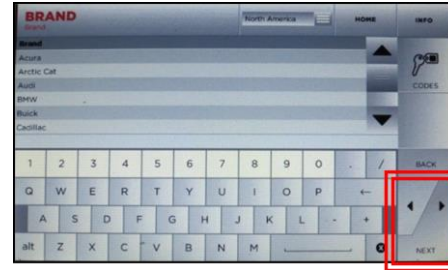 BRAND
Brand
North America
HOME
INFO
Brand
Acura
Arctic Cat
Audi
BMW
Buick
Cadillac
CODES
1 2 3 4 5 6 7 8 9 0 . /
BACK
Q W E R T Y U I O P ←
A S D F G H J K L - +
alt Z X C V B N M
NEXT